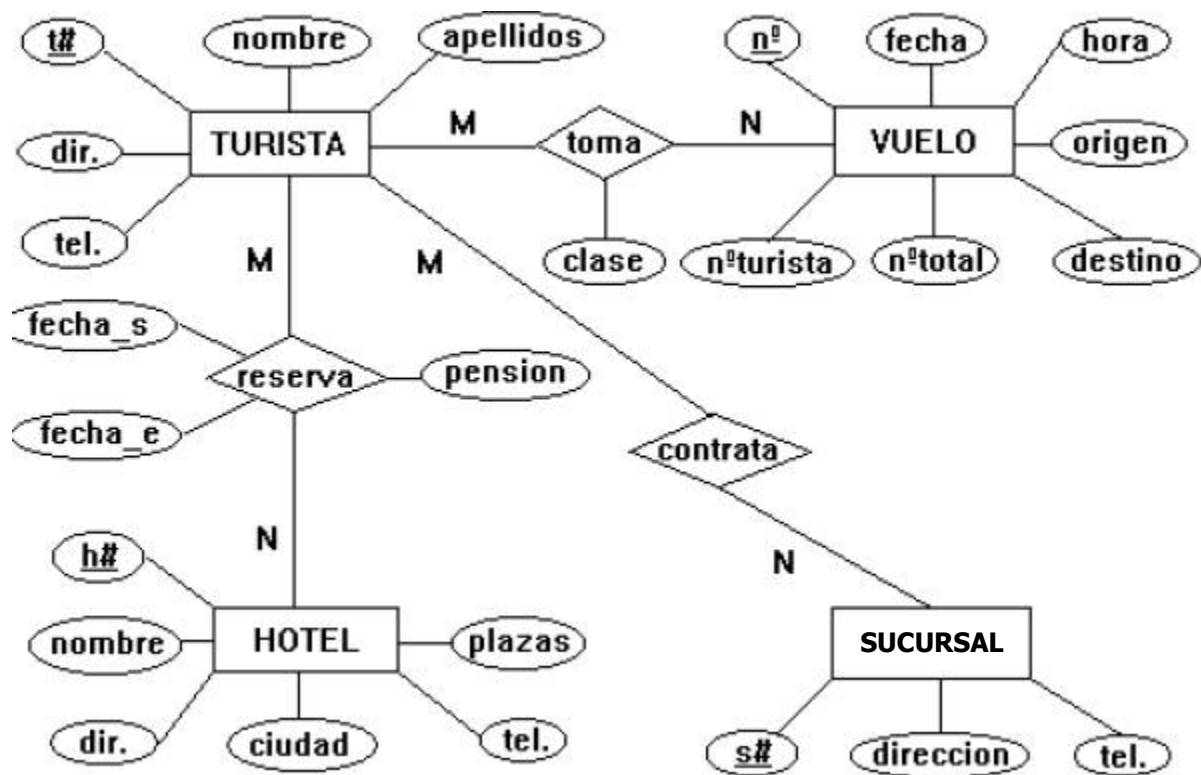 t#
nombre
apellidos
nº
fecha
hora
dir.
TURISTA
M
toma
N
VUELO
origen
tel.
M
M
clase
nºturista
nºtotal
destino
fecha_s
reserva
pension
fecha_e
contrata
N
N
h#
nombre
HOTEL
plazas
SUCURSAL
dir.
ciudad
tel.
s#
direccion
tel.